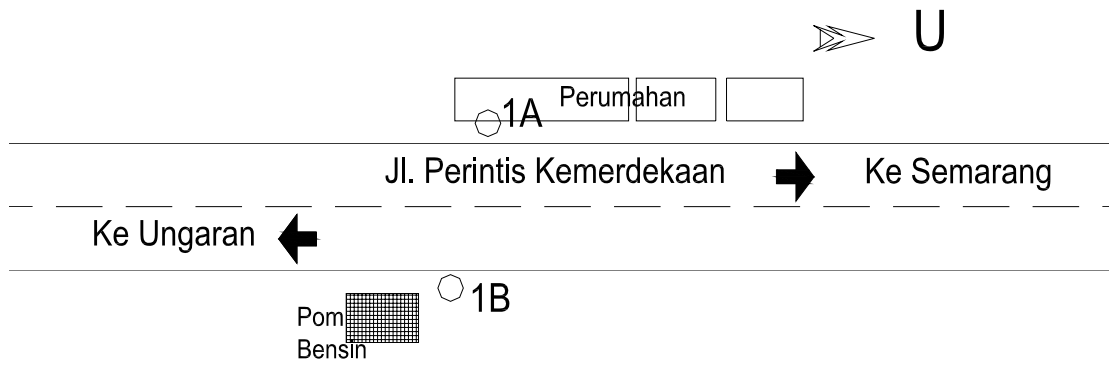 U
Perumahan
1A
Jl. Perintis Kemerdekaan
Ke Semarang
Ke Ungaran
1B
Pom
Bensin